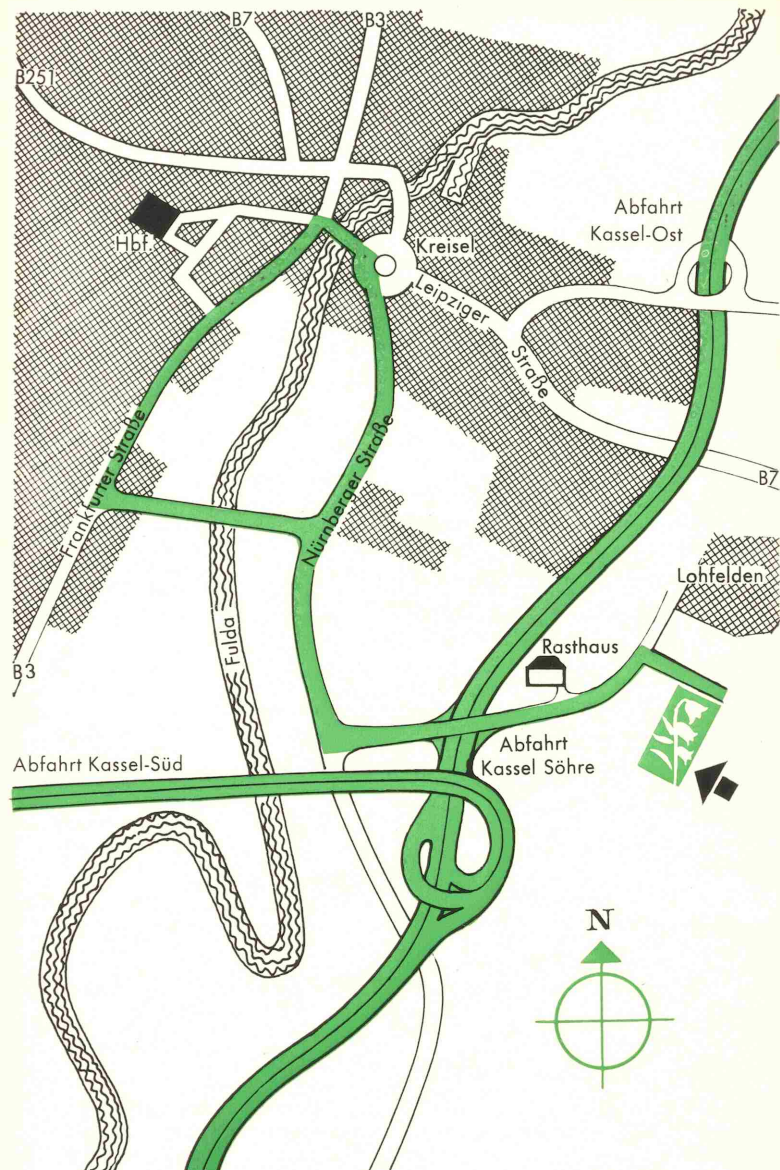 B7
B3
B251
Abfahrt
Kassel-Ost
Hbf.
Kreisel
Leipziger
Straße
Frankfurter Straße
Nürnberger Straße
B7
Lohfelden
Rasthaus
Fulda
B3
Abfahrt Kassel-Süd
Abfahrt
Kassel Söhre
N